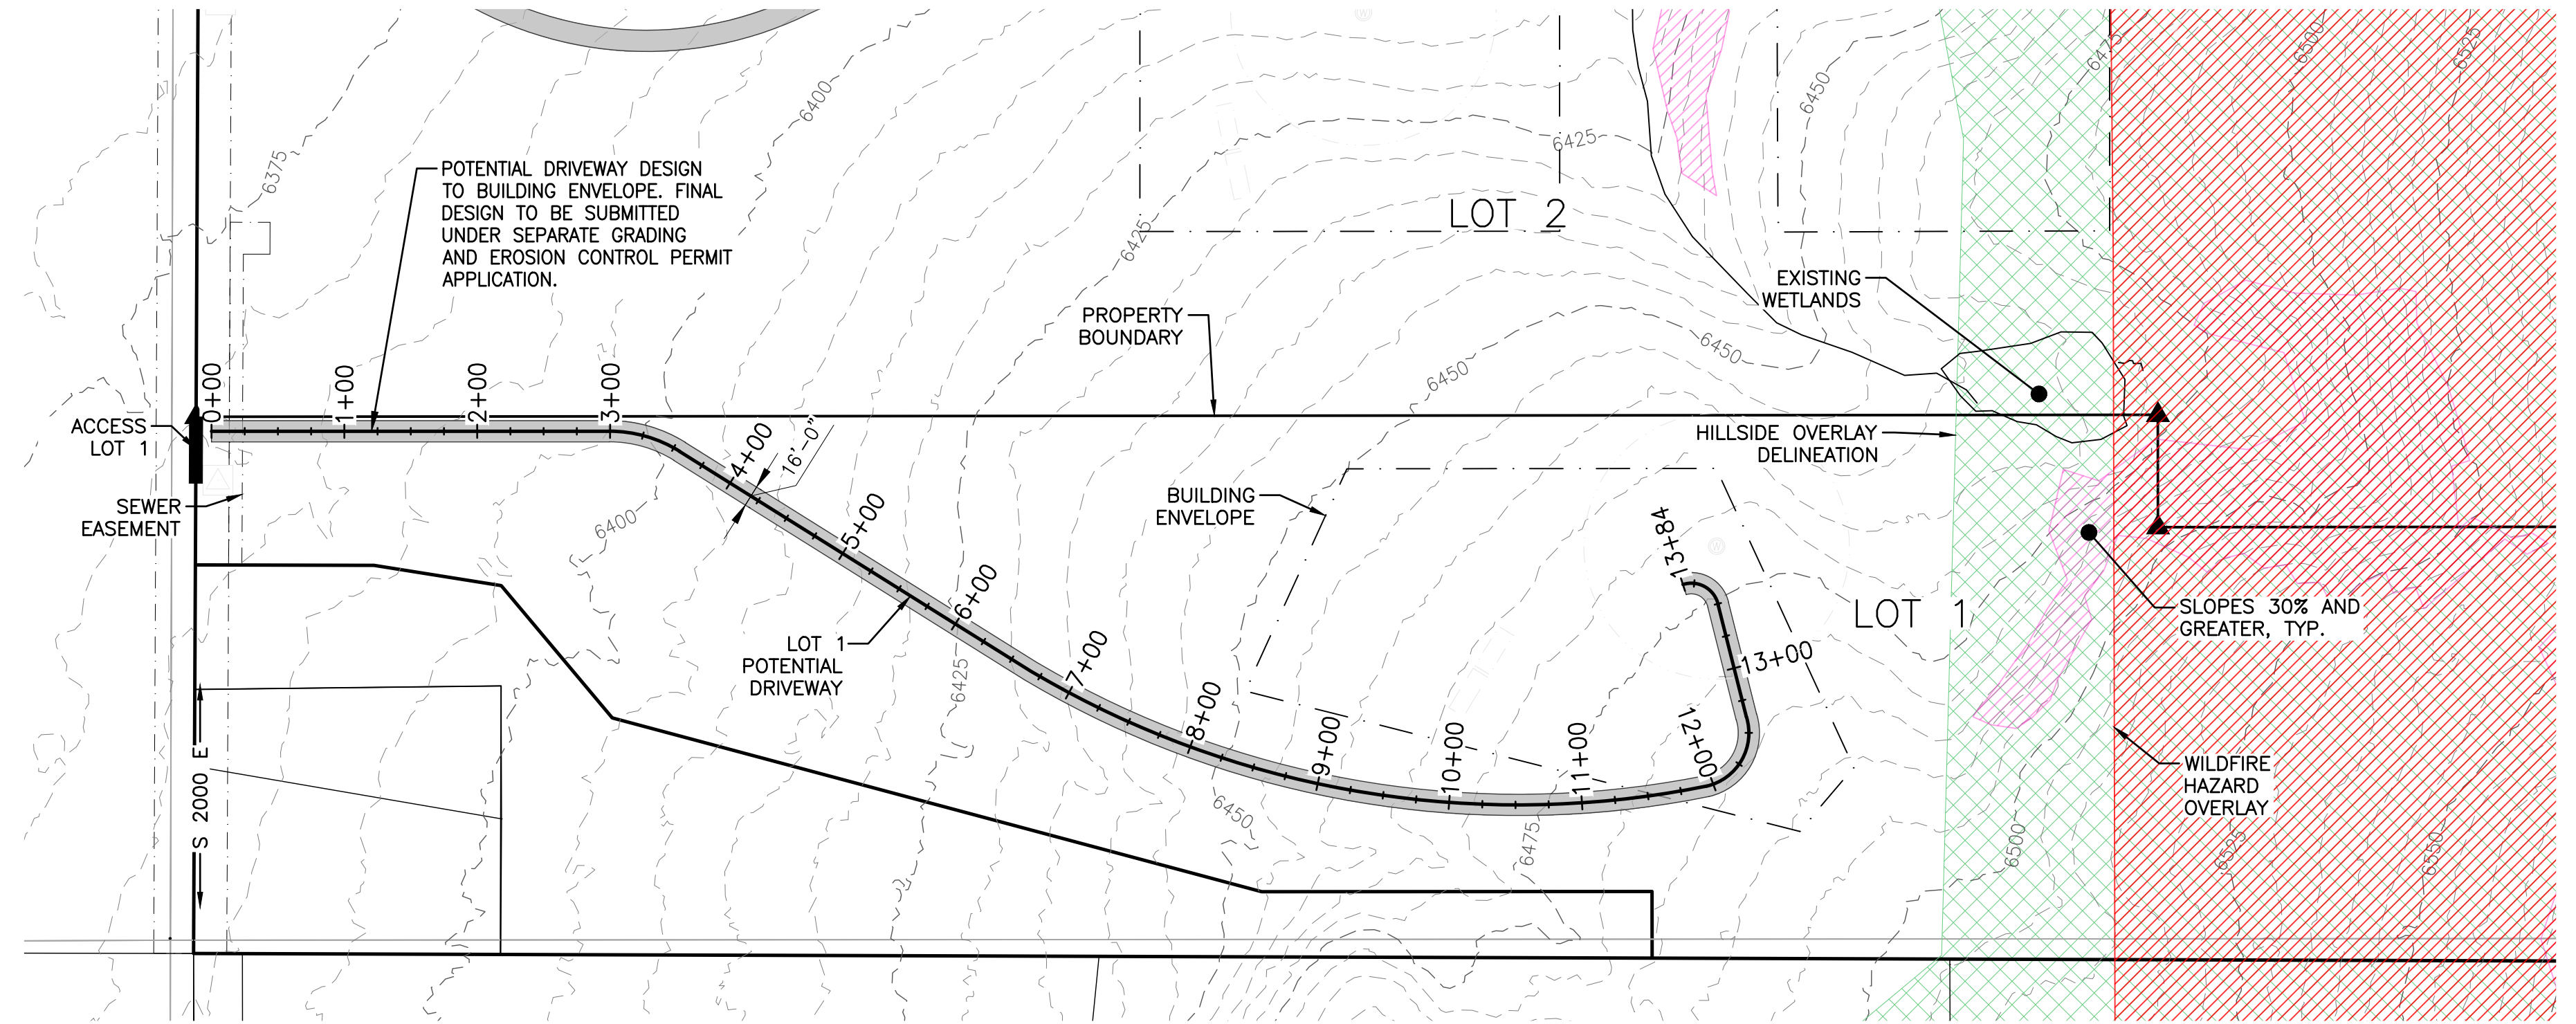 6400
6375
POTENTIAL DRIVEWAY DESIGN
TO BUILDING ENVELOPE. FINAL
DESIGN TO BE SUBMITTED
UNDER SEPARATE GRADING
AND EROSION CONTROL PERMIT
APPLICATION.
6425
6425
LOT 2
6450
6475
6500
6525
EXISTING
WETLANDS
PROPERTY
BOUNDARY
6450
6450
0+00
1+00
2+00
3+00
4+00
16'-0"
5+00
6+00
7+00
8+00
9+00
10+00
11+00
12+00
13+00
13+84
ACCESS
LOT 1
SEWER
EASEMENT
6400
HILLSIDE OVERLAY
DELINEATION
BUILDING
ENVELOPE
LOT 1
SLOPES 30% AND
GREATER, TYP.
LOT 1
POTENTIAL
DRIVEWAY
6425
6450
6475
6500
6525
6550
WILDFIRE
HAZARD
OVERLAY
S 2000 E
W
W